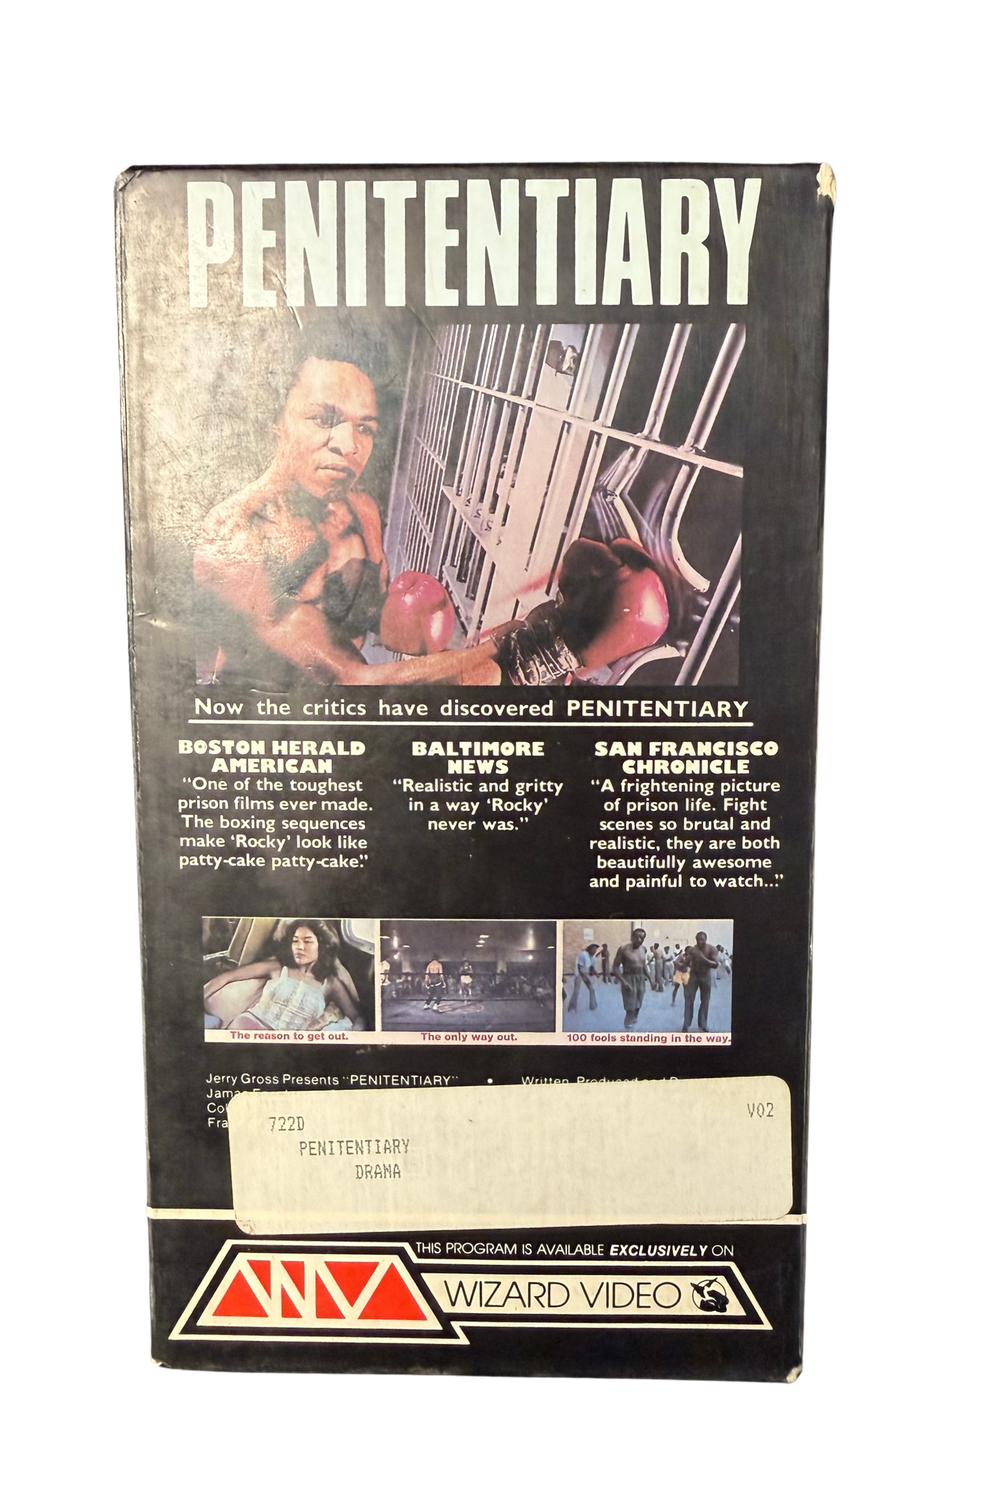 PENITENTIARY
Now the critics have discovered PENITENTIARY
BOSTON HERALD
AMERICAN
“One of the toughest
prison films ever made.
The boxing sequences
make ‘Rocky’ look like
patty-cake patty-cake.”
BALTIMORE
NEWS
“Realistic and gritty
in a way ‘Rocky’
never was.”
SAN FRANCISCO
CHRONICLE
“A frightening picture
of prison life. Fight
scenes so brutal and
realistic, they are both
beautifully awesome
and painful to watch...”
The reason to get out.
The only way out.
100 fools standing in the way.
Jerry Gross Presents “PENITENTIARY” • Written, Produced and
722D
V02
PENITENTIARY
DRAMA
THIS PROGRAM IS AVAILABLE EXCLUSIVELY ON
WIZARD VIDEO